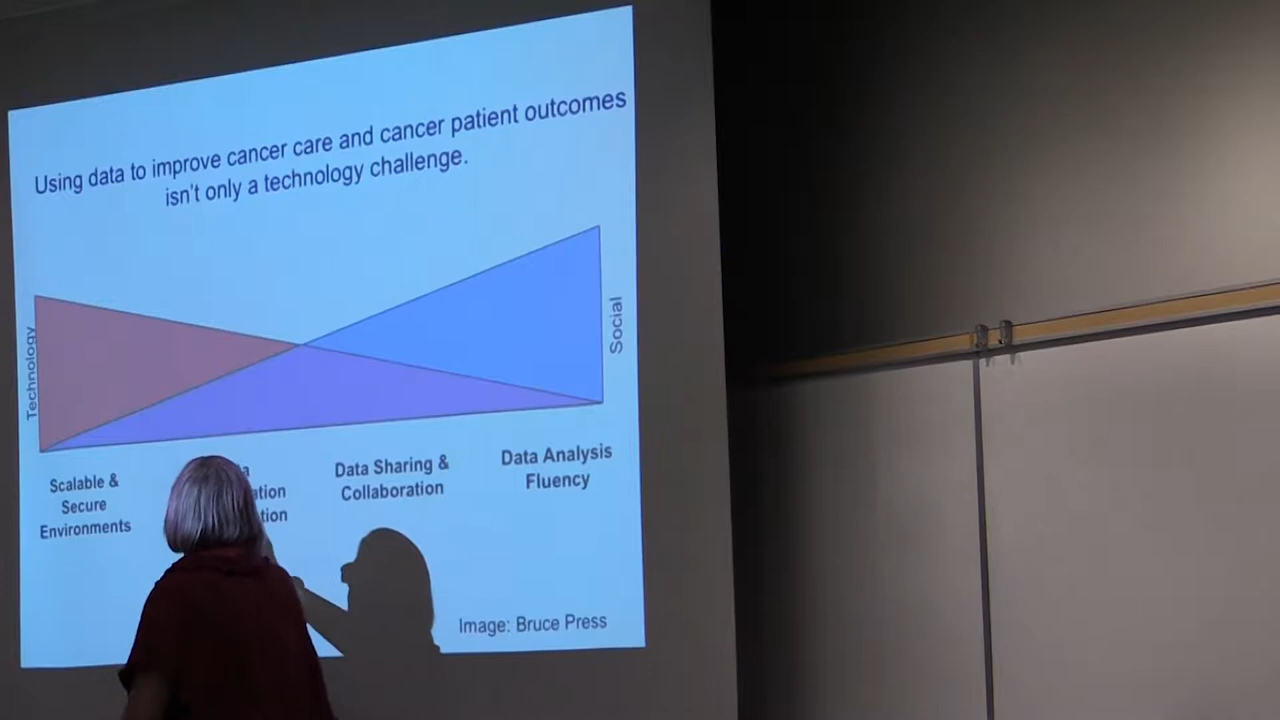 Using data to improve cancer care and cancer patient outcomes
isn't only a technology challenge.
Technology
Social
Scalable &
Secure
Environments
Data Sharing &
Collaboration
Data Analysis
Fluency
Image: Bruce Press